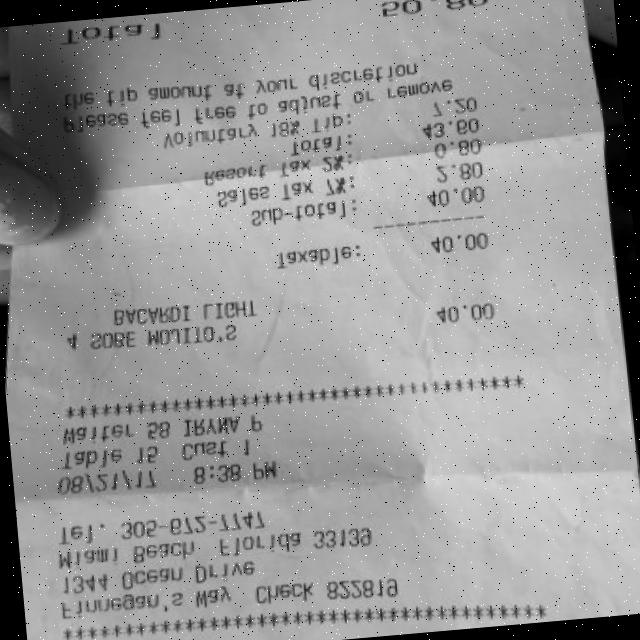 *****************************************
Finnegan's Way Check 822819
1344 Ocean Drive
Miami Beach Florida 33139
Tel. 305-672-7747
08/21/17 8:38 PM
Table 15 Cust 1
Waiter 59 IRYNA P
*****************************************
4 SOBE MOJITO'S 40.00
BACARDI LIGHT
Taxable: 40.00
Sub-total: 40.00
Sales Tax 7%: 2.80
Resort Tax 2%: 0.80
Total: 43.60
Voluntary 18% Tip: 7.20
Please feel free to adjust or remove
the tip amount at your discretion
Total 50 80